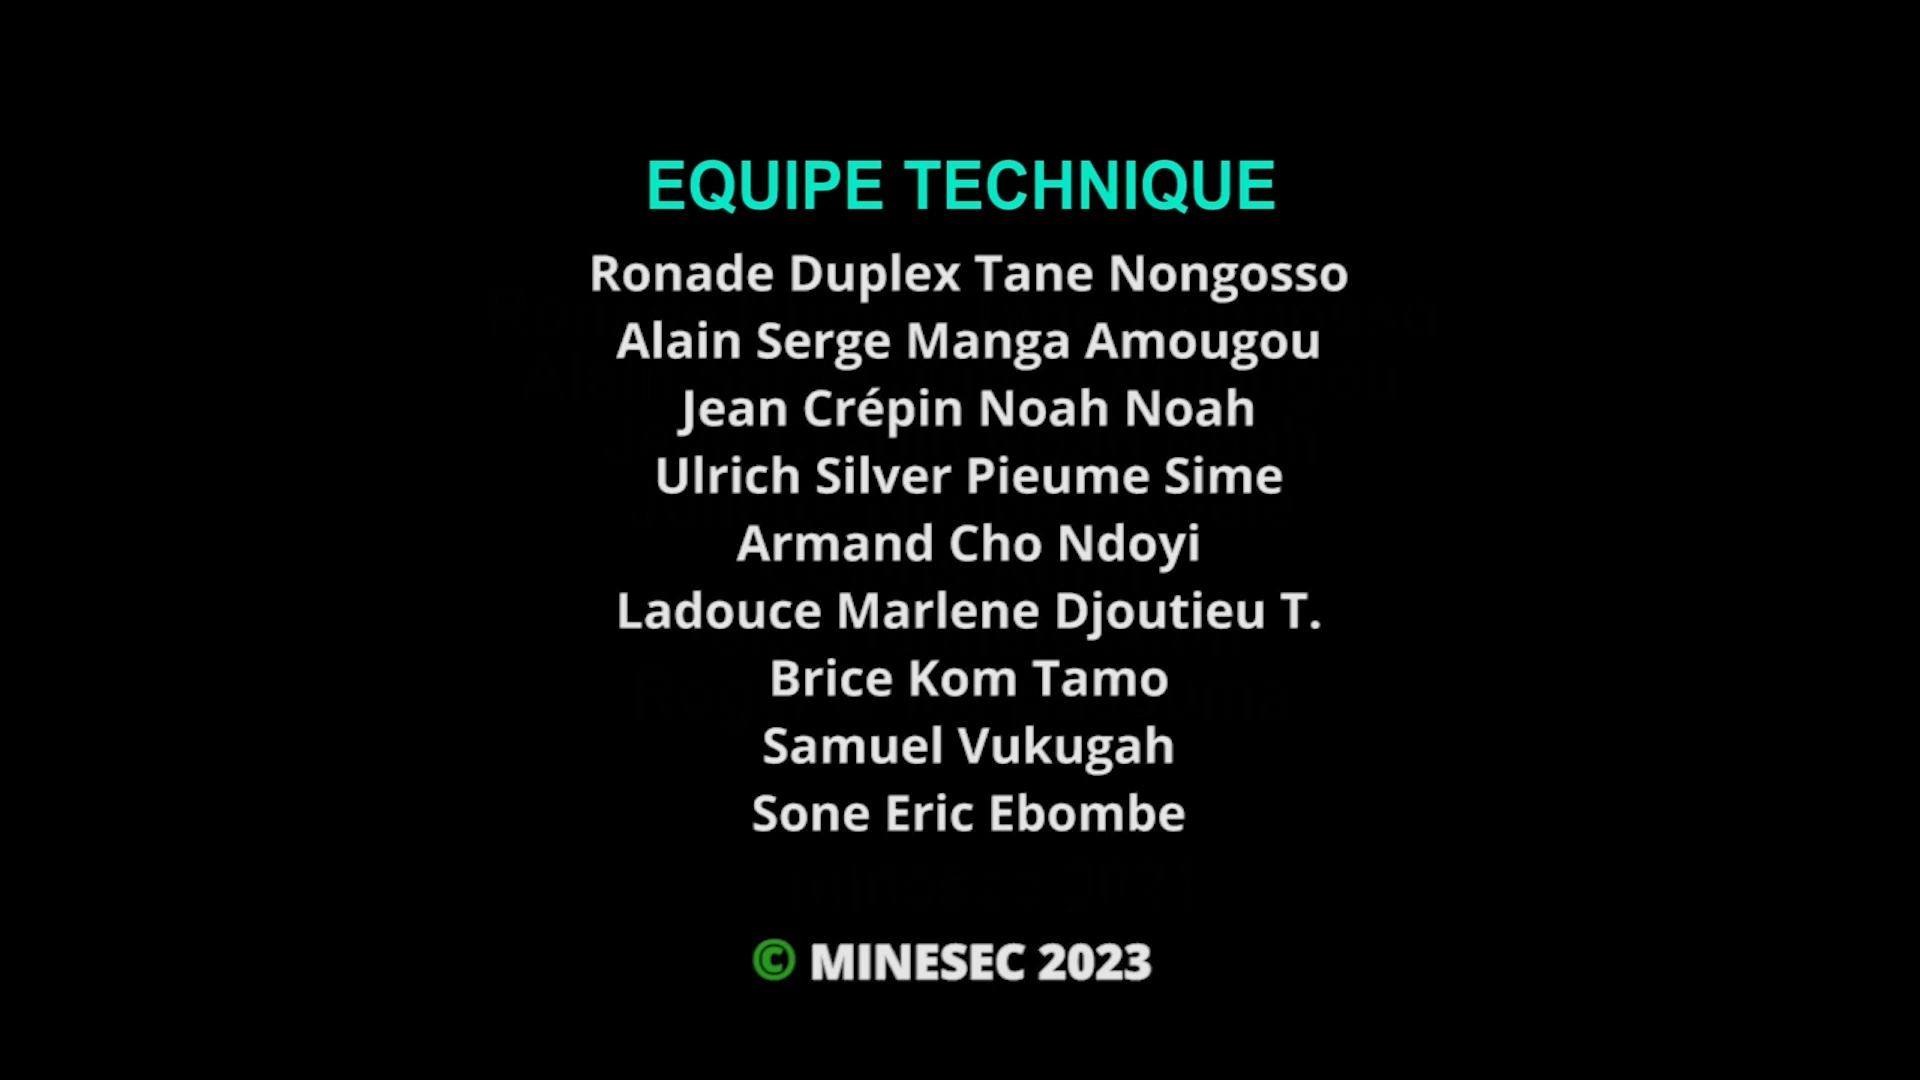 EQUIPE TECHNIQUE
Ronade Duplex Tane Nongosso
Alain Serge Manga Amougou
Jean Crépin Noah Noah
Ulrich Silver Pieume Sime
Armand Cho Ndoyi
Ladouce Marlene Djoutieu T.
Brice Kom Tamo
Samuel Vukugah
Sone Eric Ebombe
© MINESEC 2023